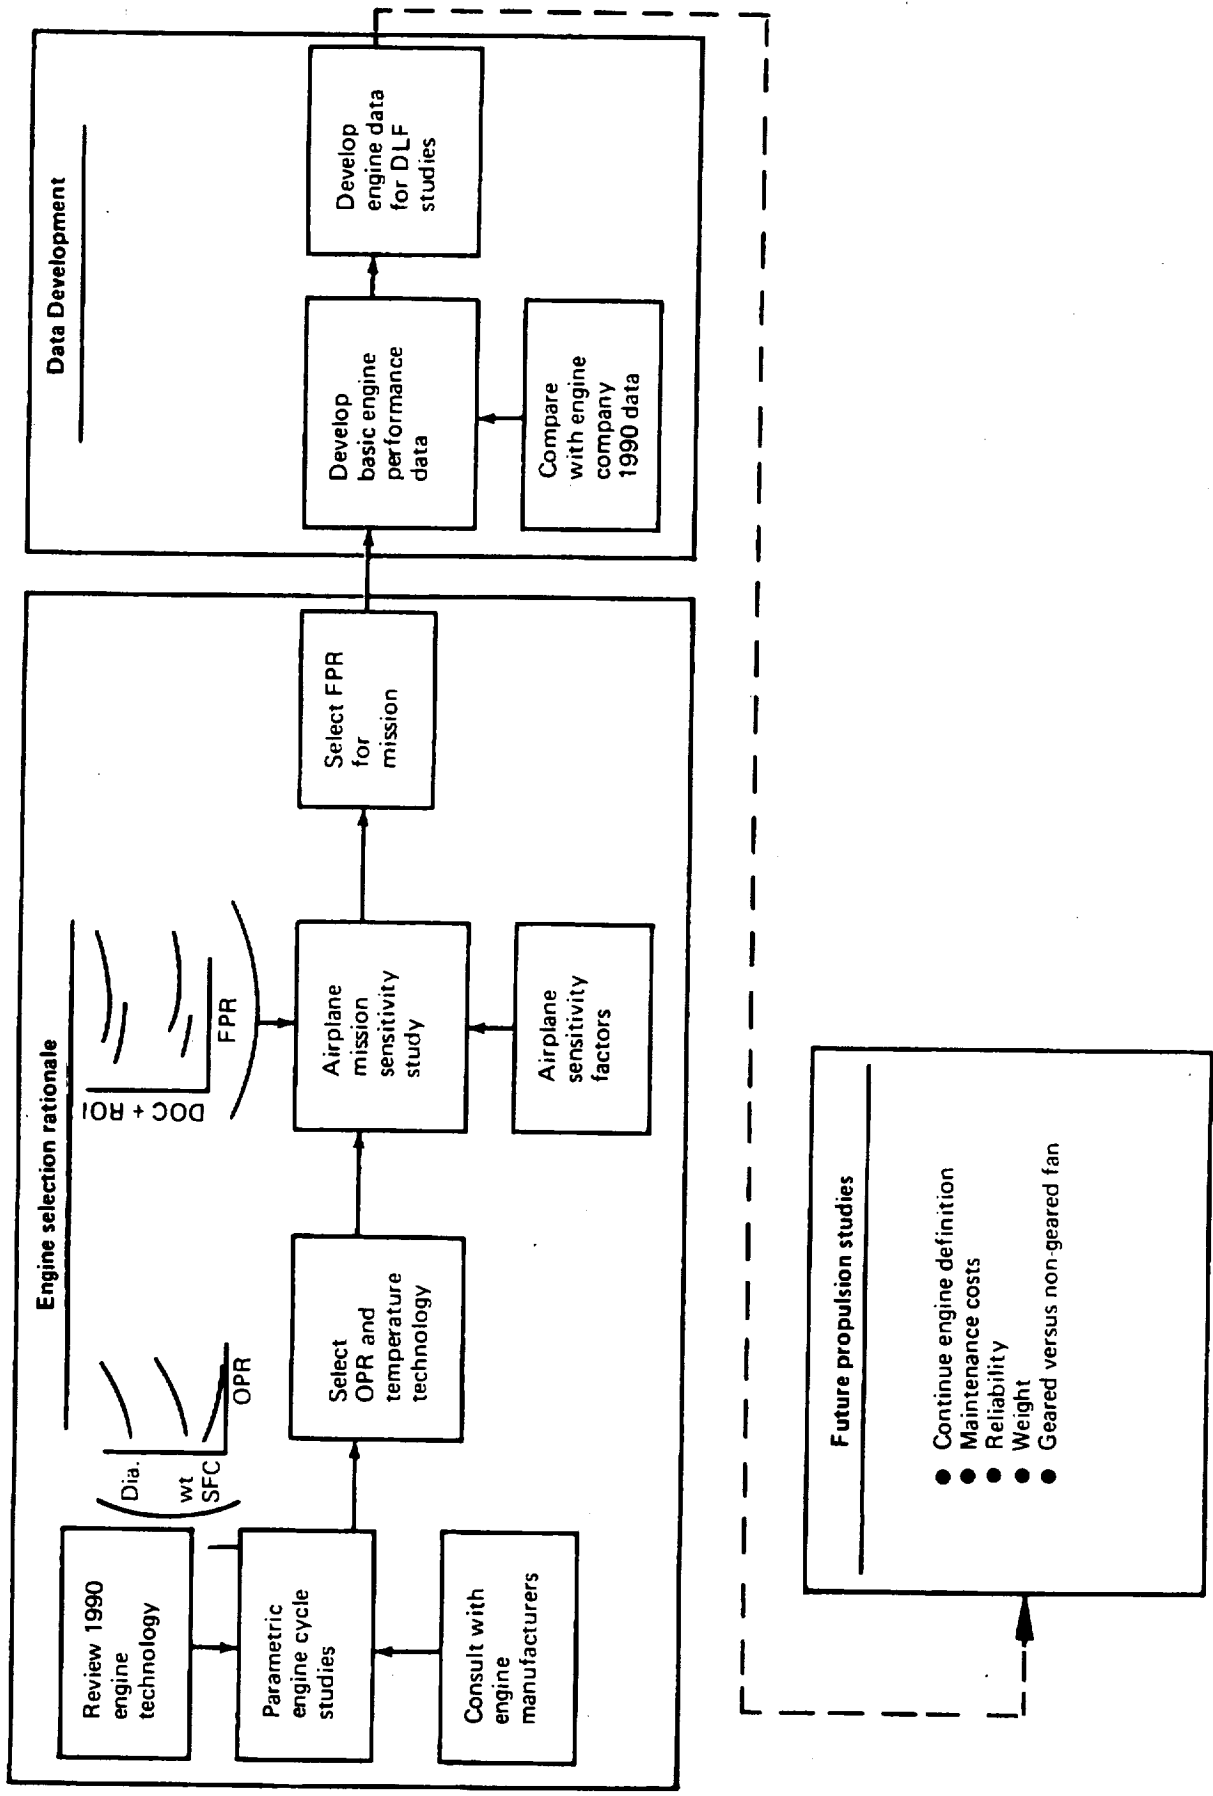 Engine selection rationale
Review 1990
engine
technology
Parametric
engine cycle
studies
Consult with
engine
manufacturers
Dia.
wt
SFC
OPR
Select
OPR and
temperature
technology
DOC + ROI
FPR
Airplane
mission
sensitivity
study
Airplane
sensitivity
factors
Select FPR
for
mission
Data Development
Develop
basic engine
performance
data
Compare
with engine
company
1990 data
Develop
engine data
for DLF
studies
Future propulsion studies
● Continue engine definition
● Maintenance costs
● Reliability
● Weight
● Geared versus non-geared fan